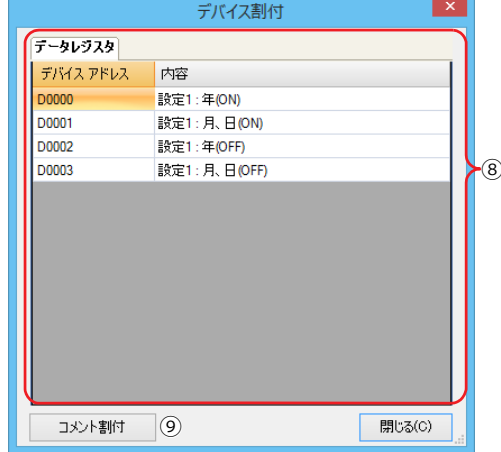 デバイス割付
データレジスタ
デバイス アドレス 内容
D0000 設定1 : 年(ON)
D0001 設定1 : 月、日(ON)
D0002 設定1 : 年(OFF)
D0003 設定1 : 月、日(OFF)
⑧
コメント割付 ⑨ 閉じる(C)